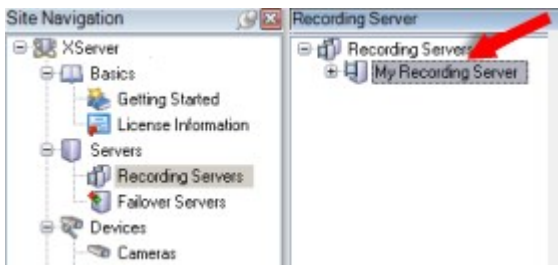 Site Navigation
XServer
Basics
Getting Started
License Information
Servers
Recording Servers
Failover Servers
Devices
Cameras
Recording Server
Recording Servers
My Recording Server